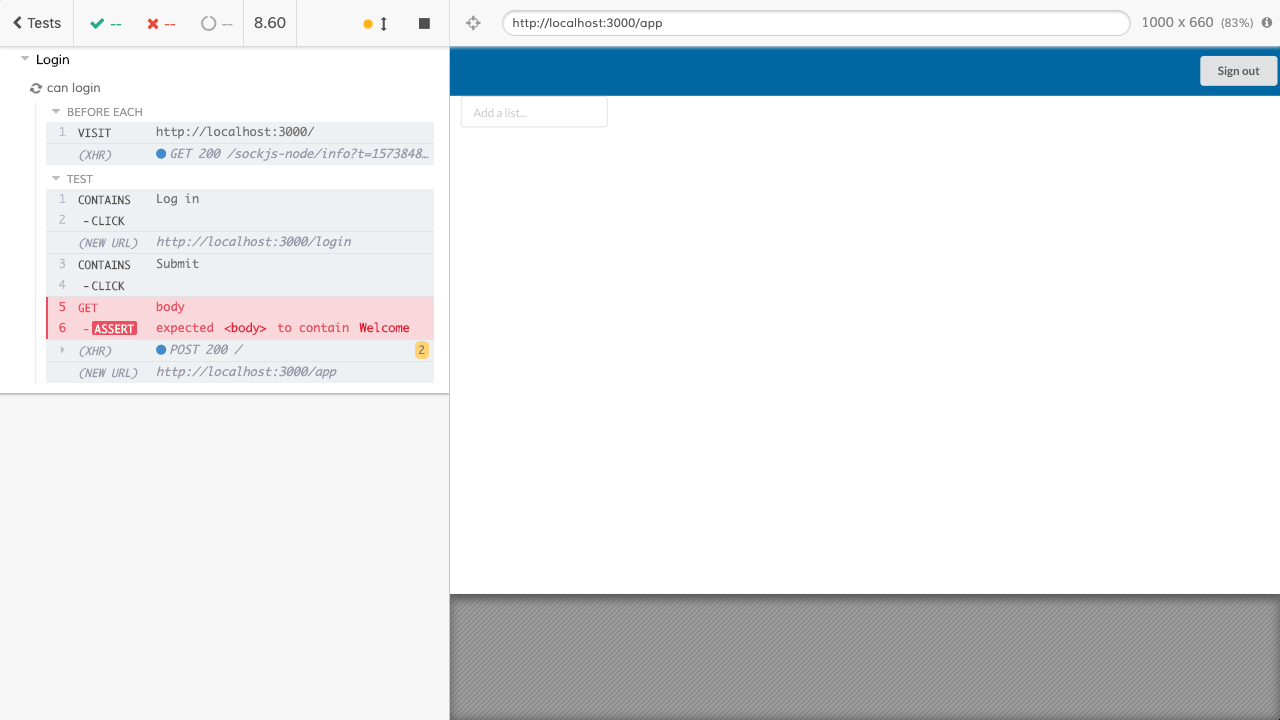 Tests -- -- -- 8.60
http://localhost:3000/app 1000 x 660 (83%)
Login
can login
BEFORE EACH
1 VISIT http://localhost:3000/
(XHR) GET 200 /sockjs-node/info?t=1573848…
TEST
1 CONTAINS Log in
2 -CLICK
(NEW URL) http://localhost:3000/login
3 CONTAINS Submit
4 -CLICK
5 GET body
6 -ASSERT expected <body> to contain Welcome
(XHR) POST 200 / 2
(NEW URL) http://localhost:3000/app
Sign out
Add a list...